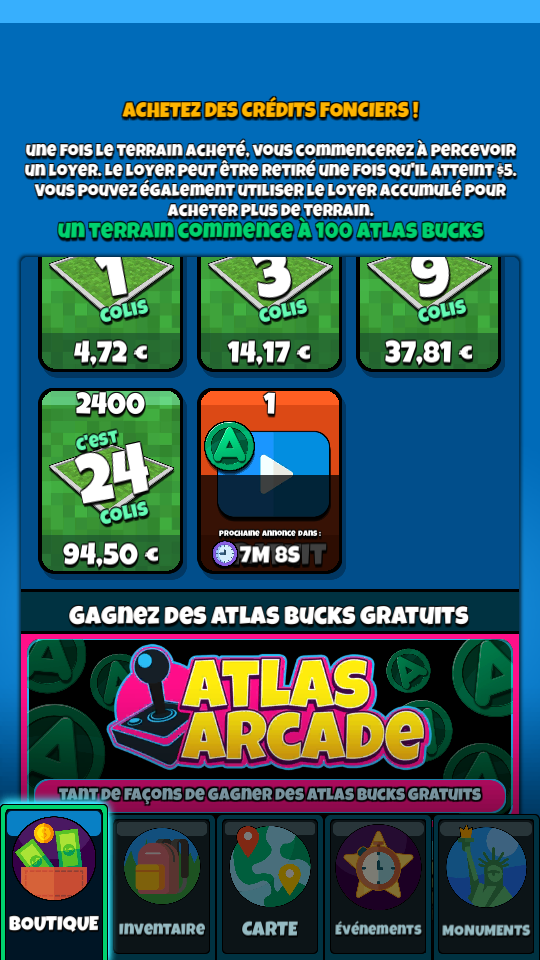 ACHETEZ DES CRÉDITS FONCIERS !
une fois le terrain acheté, vous commencerez à percevoir
un loyer. Le loyer peut être retiré une fois qu'il atteint $5.
Vous pouvez également utiliser le loyer accumulé pour
acheter plus de terrain.
un terrain commence à 100 Atlas Bucks
1 3 9
COLIS COLIS COLIS
4,72 € 14,17 € 37,81 €
2400 1
C'EST
24
COLIS
PROCHAINE ANNONCE DANS :
94,50 € 7M 8S
GAGNEZ DES ATLAS BUCKS GRATUITS
ATLAS
ARCADE
TANT DE FAÇONS DE GAGNER DES ATLAS BUCKS GRATUITS
BOUTIQUE INVENTAIRE CARTE ÉVÉNEMENTS MONUMENTS